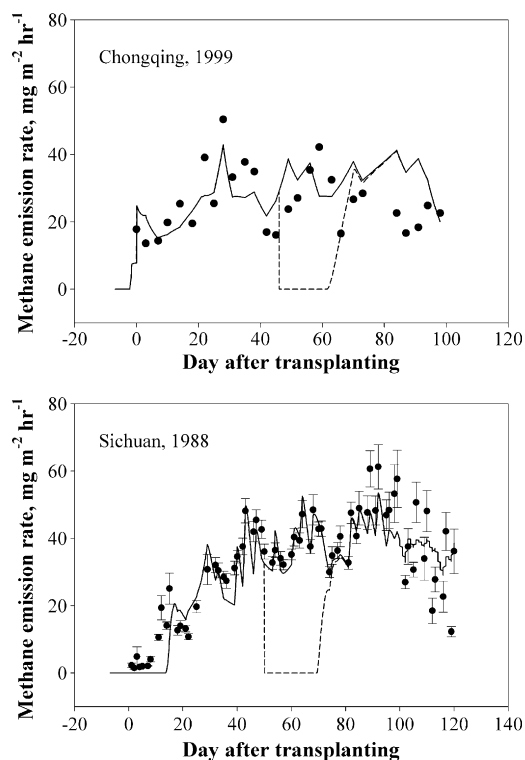 80
60
40
20
0
Methane emission rate, mg m⁻² hr⁻¹
Chongqing, 1999
-20 0 20 40 60 80 100 120
Day after transplanting
80
60
40
20
0
Methane emission rate, mg m⁻² hr⁻¹
Sichuan, 1988
-20 0 20 40 60 80 100 120 140
Day after transplanting